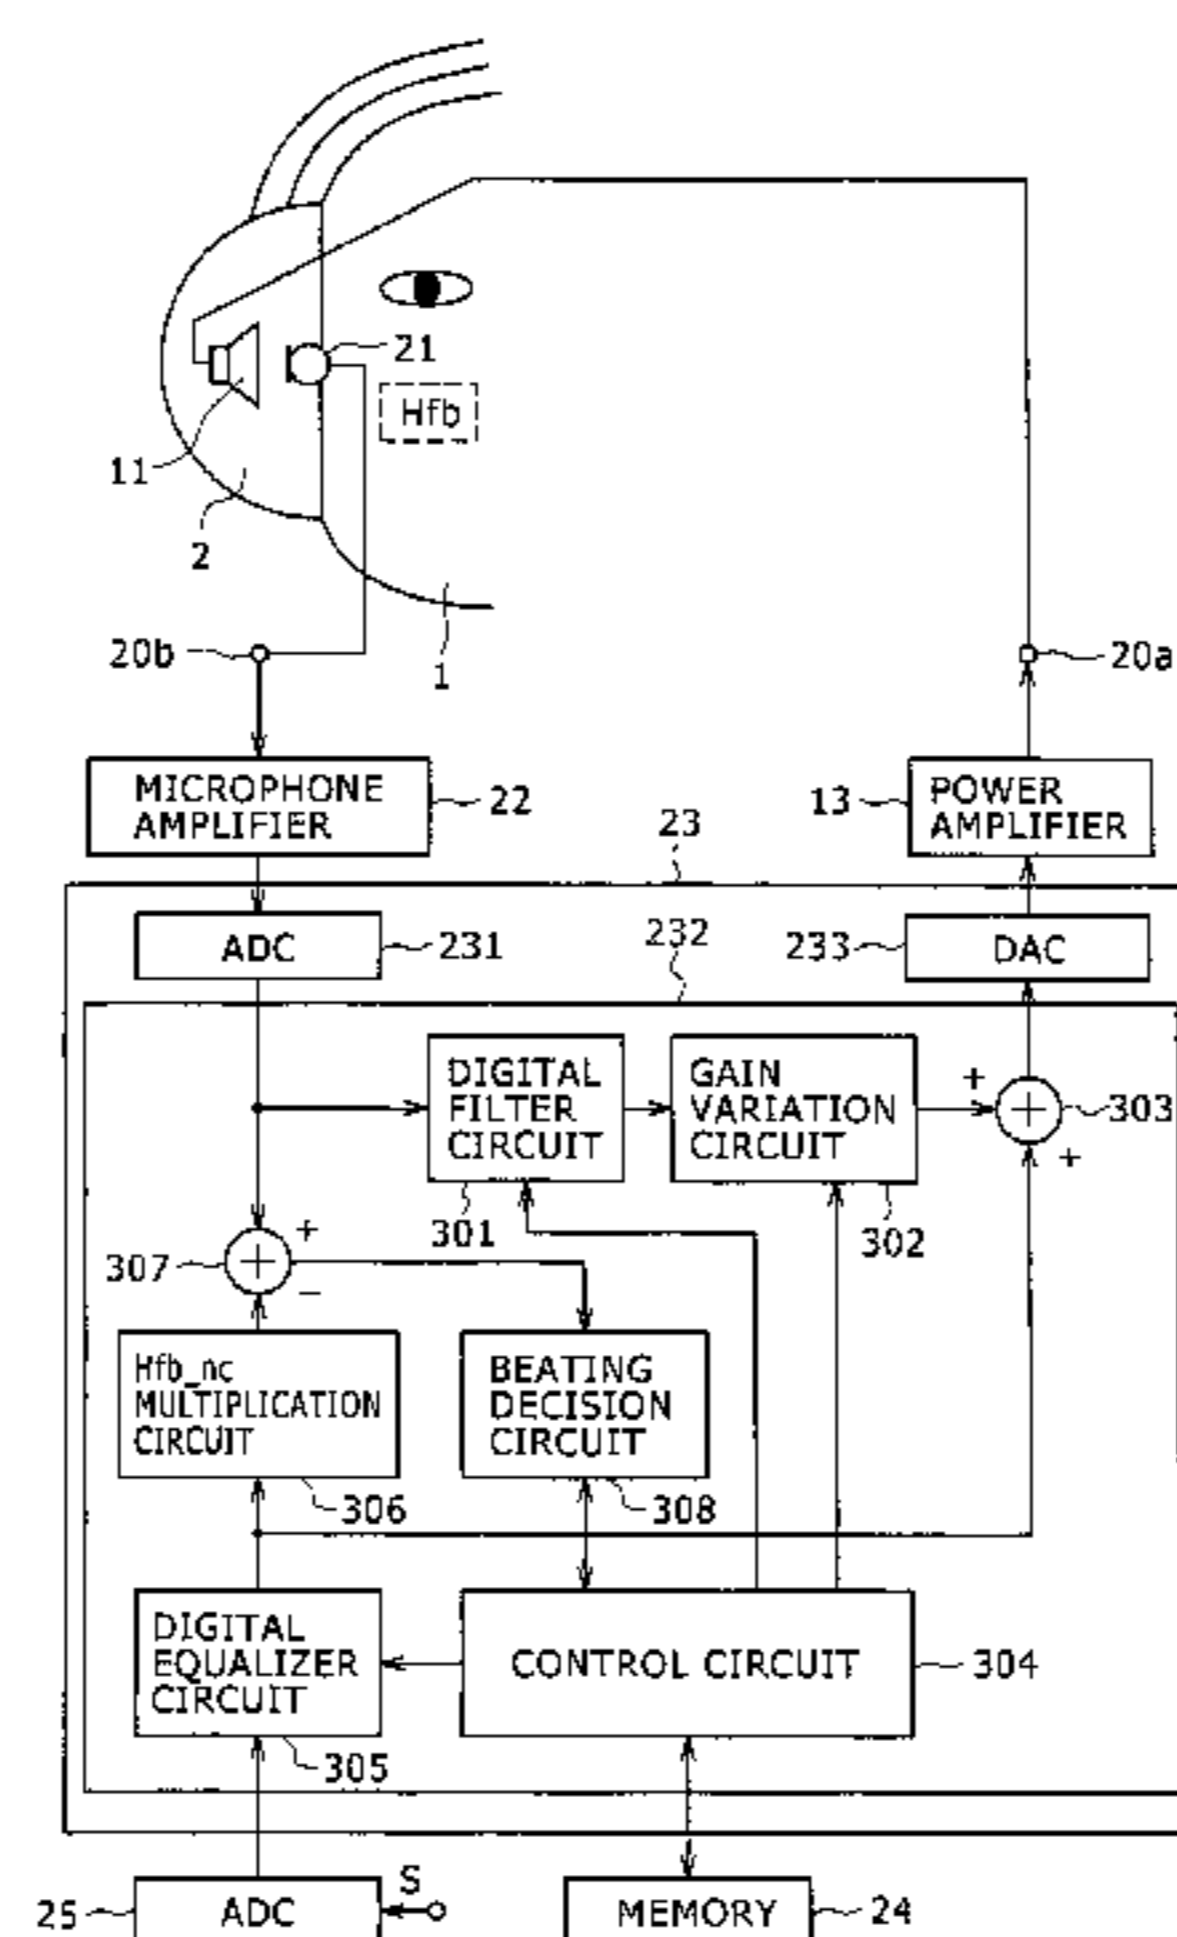 21
Hfb
11
2
20b
1
20a
MICROPHONE
AMPLIFIER
22
13
POWER
AMPLIFIER
23
ADC
231
232
233
DAC
DIGITAL
FILTER
CIRCUIT
GAIN
VARIATION
CIRCUIT
+
303
+
301
302
307
+
−
Hfb_nc
MULTIPLICATION
CIRCUIT
BEATING
DECISION
CIRCUIT
306
308
DIGITAL
EQUALIZER
CIRCUIT
CONTROL CIRCUIT
304
305
25
ADC
S
MEMORY
24